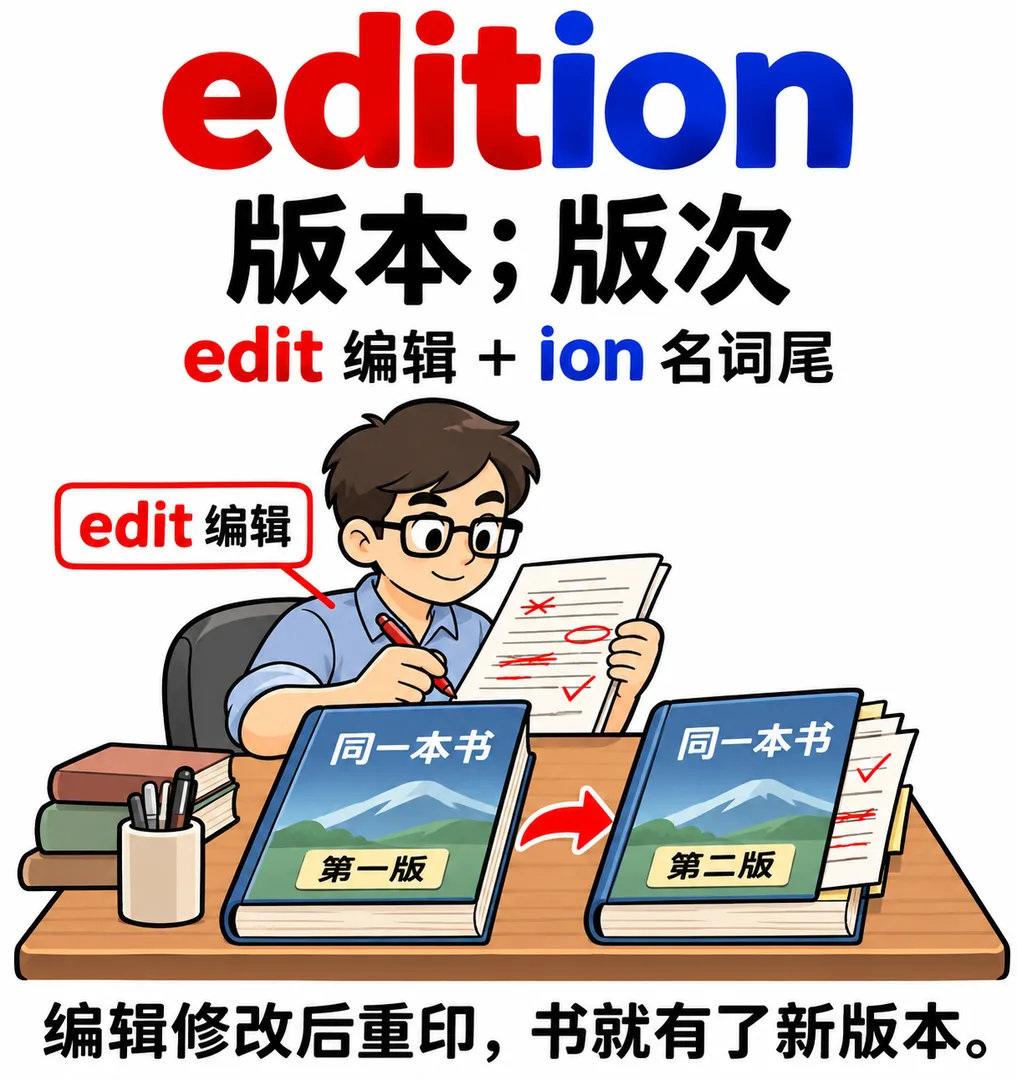 edition
版本；版次
edit 编辑 + ion 名词尾
edit 编辑
同一本书
第一版
同一本书
第二版
编辑修改后重印，书就有了新版本。